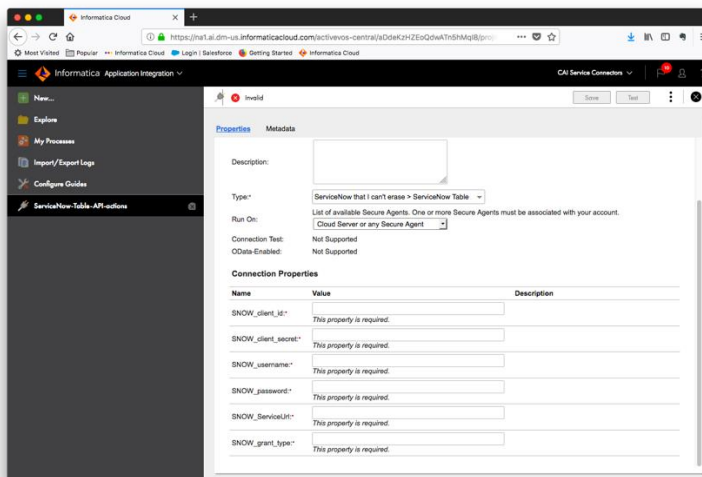 Informatica Cloud
https://na1.ai.dm-us.informaticacloud.com/activevos-central/aDdeKzHZEoQdwATn5hMqI8/
Most Visited Popular Informatica Cloud Login | Salesforce Getting Started Informatica Cloud
Informatica Application Integration
CAI Service Connectors
New...
Explore
My Processes
Import/Export Logs
Configure Guides
ServiceNow-Table-API-actions
Invalid
Save Test
Properties Metadata
Description:
Type:* ServiceNow that I can't erase > ServiceNow Table
List of available Secure Agents. One or more Secure Agents must be associated with your account.
Run On: Cloud Server or any Secure Agent
Connection Test: Not Supported
OData-Enabled: Not Supported
Connection Properties
Name Value Description
SNOW_client_id:*
This property is required.
SNOW_client_secret:*
This property is required.
SNOW_username:*
This property is required.
SNOW_password:*
This property is required.
SNOW_ServiceUrl:*
This property is required.
SNOW_grant_type:*
This property is required.